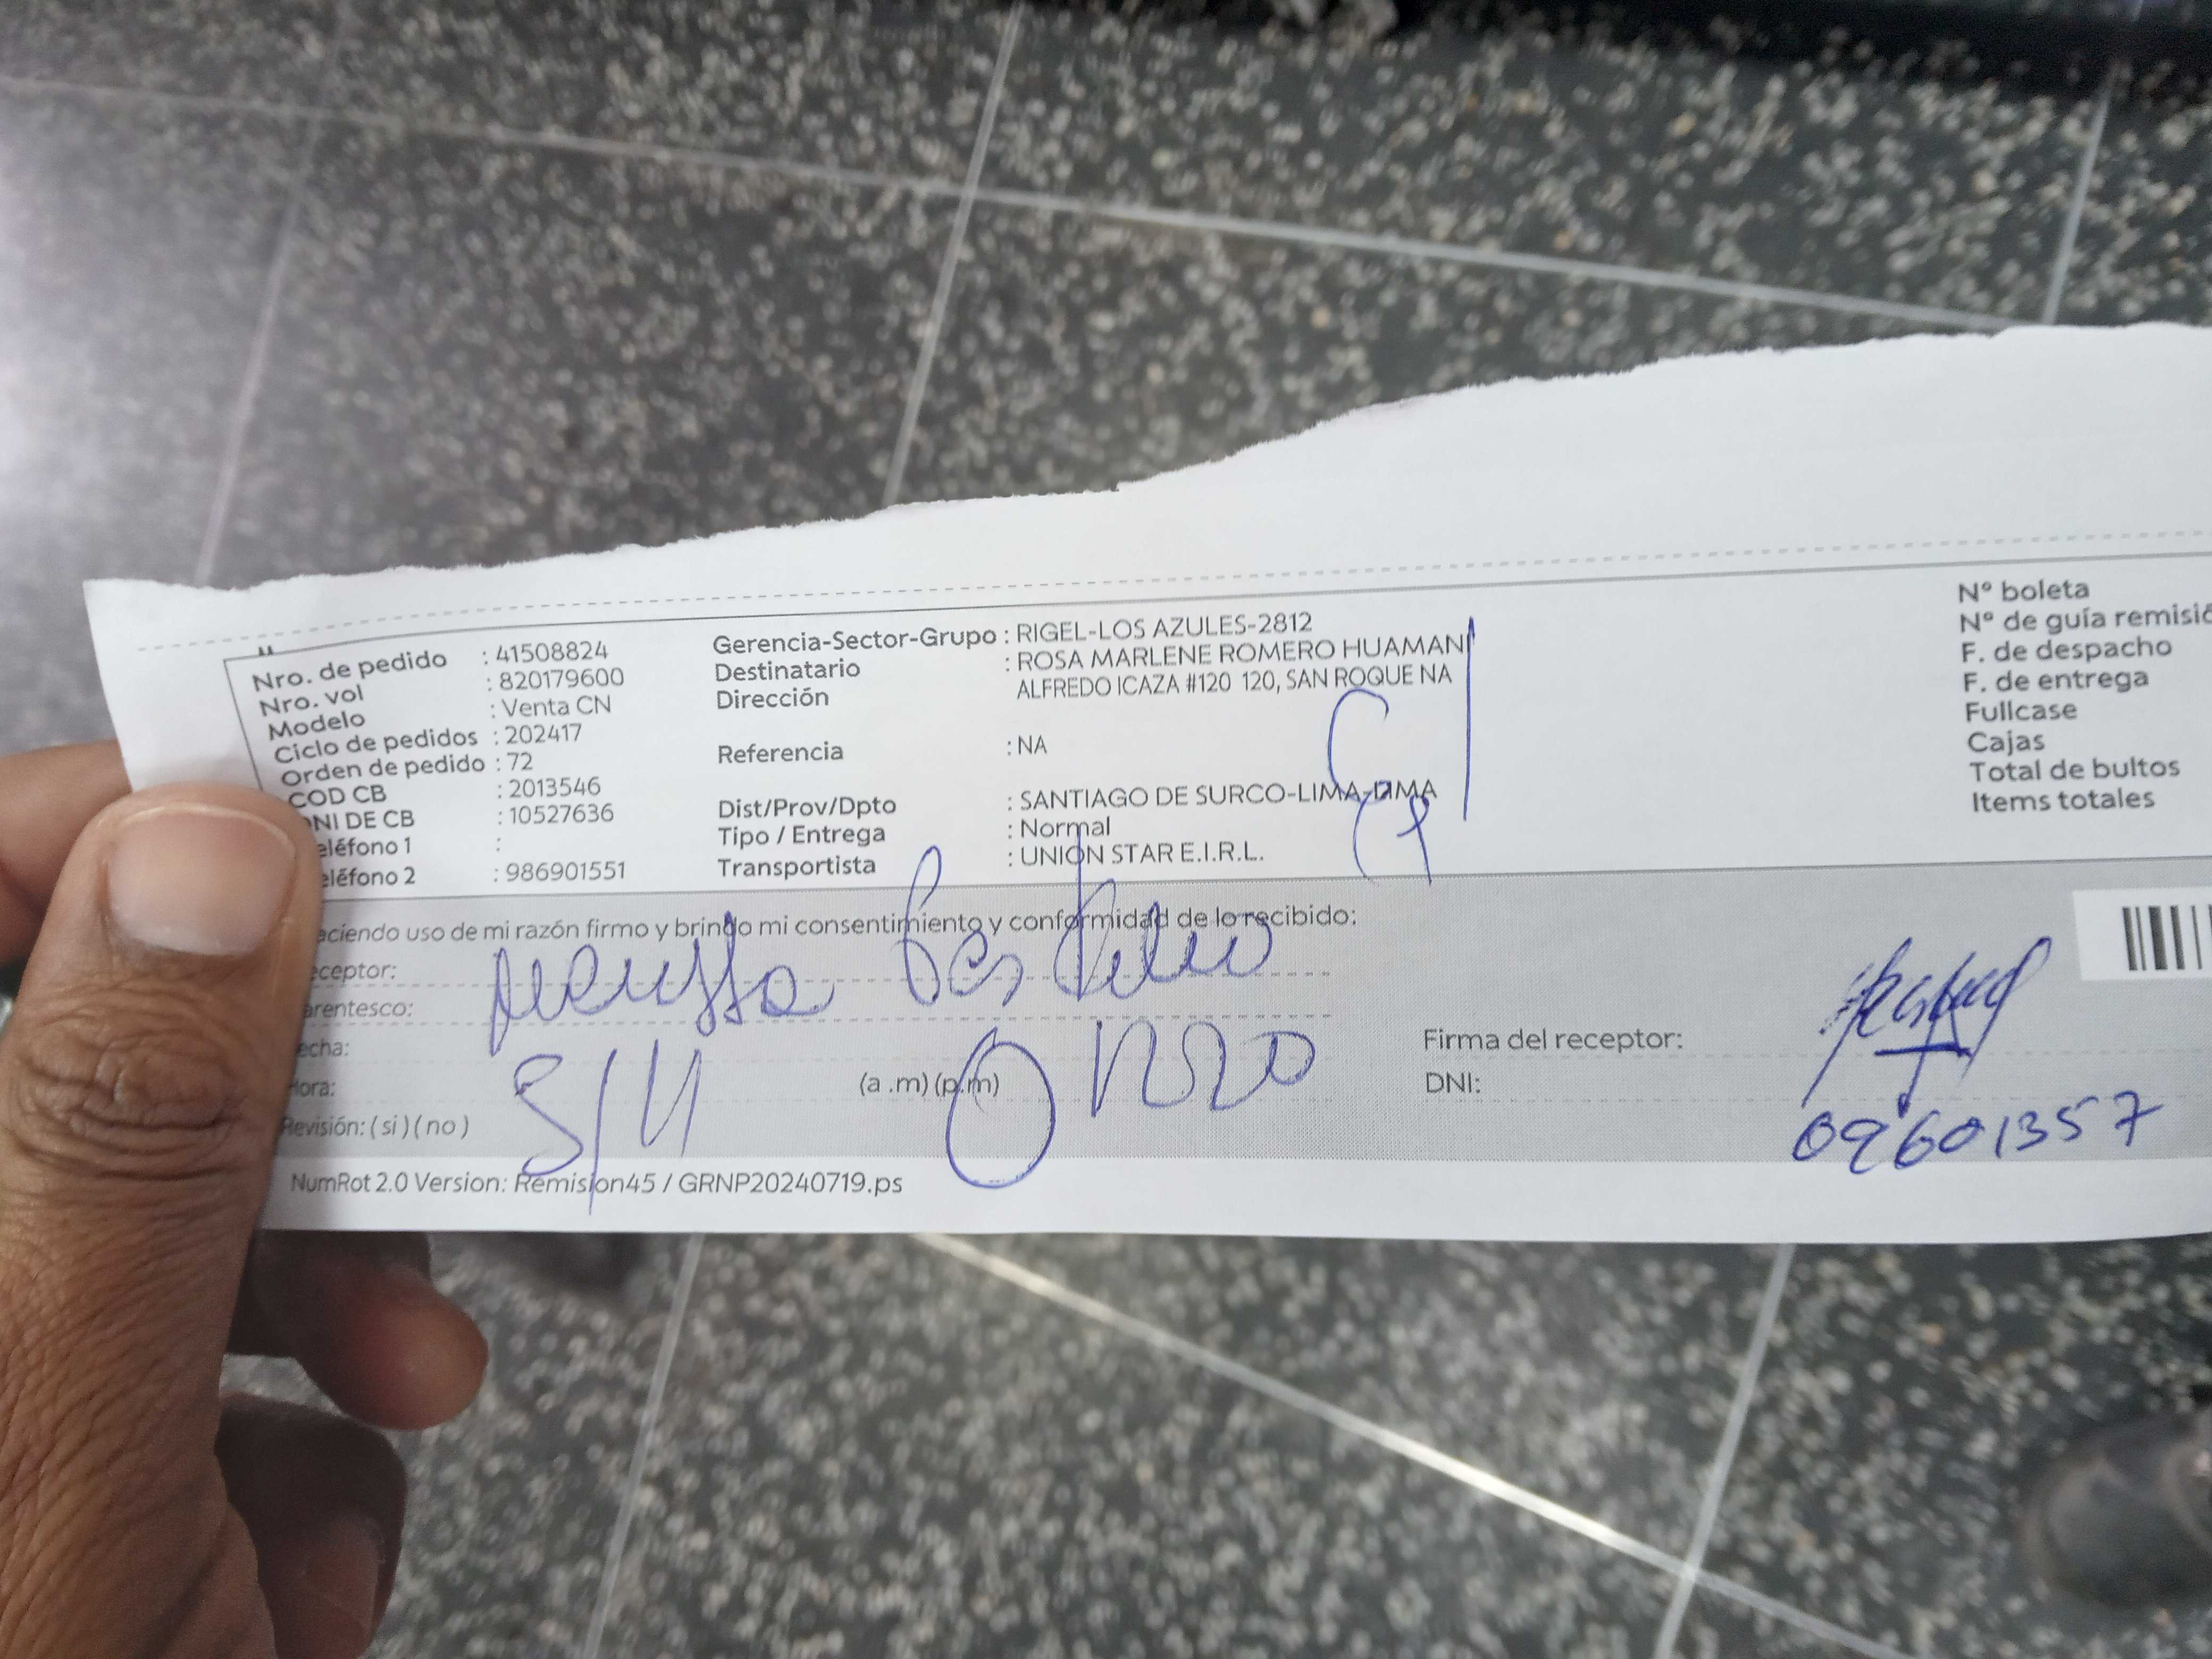 Nro. de pedido : 41508824
Nro. vol : 820179600
Modelo : Venta CN
Ciclo de pedidos : 202417
Orden de pedido : 72
COD CB : 2013546
NI DE CB : 10527636
eléfono 1 :
eléfono 2 : 986901551
Gerencia-Sector-Grupo : RIGEL-LOS AZULES-2812
Destinatario : ROSA MARLENE ROMERO HUAMANI
Dirección ALFREDO ICAZA #120 120, SAN ROQUE NA
Referencia : NA
Dist/Prov/Dpto : SANTIAGO DE SURCO-LIMA-LIMA
Tipo / Entrega : Normal
Transportista : UNION STAR E.I.R.L.
N° boleta
N° de guía remisió
F. de despacho
F. de entrega
Fullcase
Cajas
Total de bultos
Items totales
aciendo uso de mi razón firmo y brindo mi consentimiento y conformidad de lo recibido:
eceptor:
arentesco:
echa:
Hora: (a .m) (p.m)
Revisión: ( si ) ( no )
Firma del receptor:
DNI: 09601357
NumRot 2.0 Version: Remision45 / GRNP20240719.ps